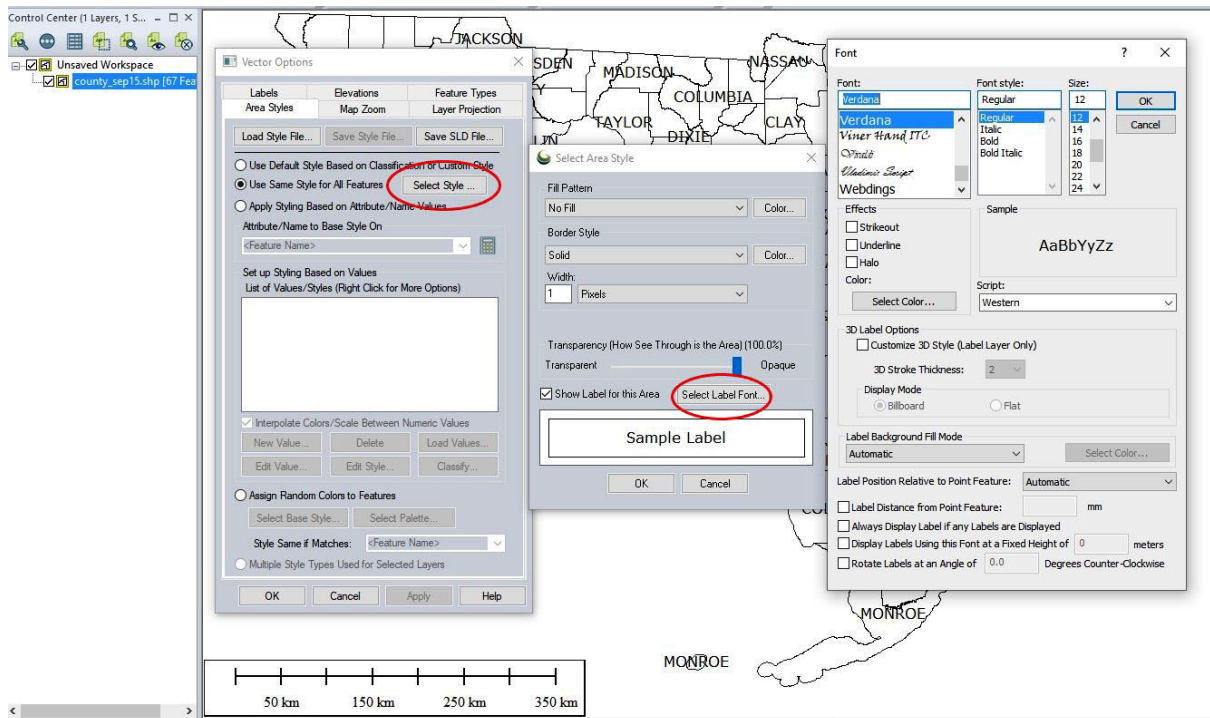 Control Center (1 Layers, 1 S...
Unsaved Workspace
county_sep15.shp [67 Fea
JACKSON
MADISON
NASSAU
COLUMBIA
TAYLOR
CLAY
DIXIE
MONROE
MONROE
50 km 150 km 250 km 350 km
Vector Options
Labels Elevations Feature Types
Area Styles Map Zoom Layer Projection
Load Style File... Save Style File... Save SLD File...
Use Default Style Based on Classification or Custom Style
Use Same Style for All Features Select Style ...
Apply Styling Based on Attribute/Name Values
Attribute/Name to Base Style On
<Feature Name>
Set up Styling Based on Values
List of Values/Styles (Right Click for More Options)
Interpolate Colors/Scale Between Numeric Values
New Value... Delete Load Values...
Edit Value... Edit Style... Classify...
Assign Random Colors to Features
Select Base Style... Select Palette...
Style Same if Matches: <Feature Name>
Multiple Style Types Used for Selected Layers
OK Cancel Apply Help
Select Area Style
Fill Pattern
No Fill Color...
Border Style
Solid Color...
Width:
1 Pixels
Transparency (How See Through is the Area) (100.0%)
Transparent Opaque
Show Label for this Area Select Label Font...
Sample Label
OK Cancel
Font ?
Font: Font style: Size:
Verdana Regular 12 OK
Verdana Regular 12 Cancel
Viner Hand ITC Italic 14
Vivaldi Bold 16
Vladimir Script Bold Italic 18
Webdings 20
22
24
Effects Sample
Strikeout
Underline AaBbYyZz
Halo
Color: Script:
Select Color... Western
3D Label Options
Customize 3D Style (Label Layer Only)
3D Stroke Thickness: 2
Display Mode
Billboard Flat
Label Background Fill Mode
Automatic Select Color...
Label Position Relative to Point Feature: Automatic
Label Distance from Point Feature: mm
Always Display Label if any Labels are Displayed
Display Labels Using this Font at a Fixed Height of 0 meters
Rotate Labels at an Angle of 0.0 Degrees Counter-Clockwise